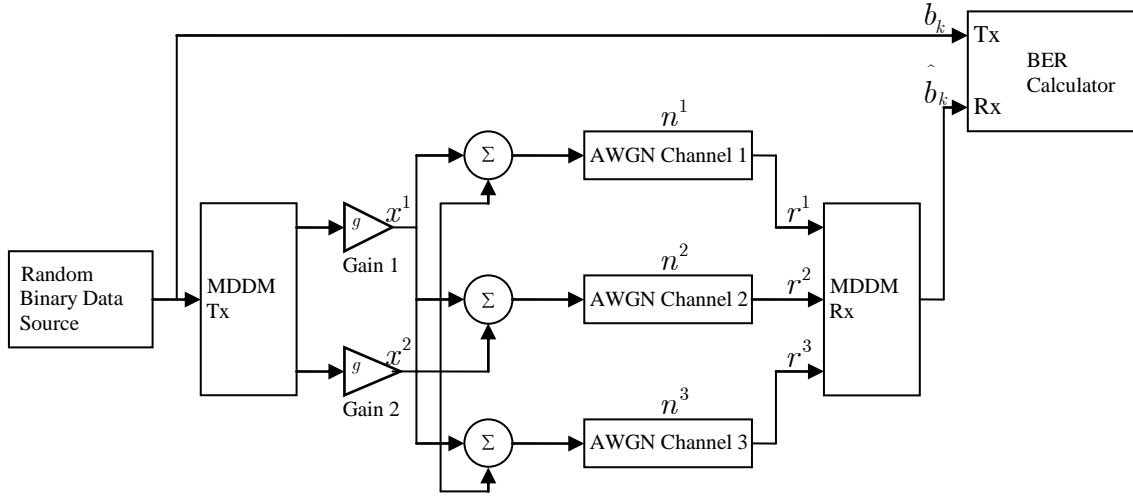 b_k
Tx
BER
Calculator
b̂_k
Rx
n^1
Σ
AWGN Channel 1
x^1
g
Gain 1
r^1
Random
Binary Data
Source
MDDM
Tx
n^2
Σ
AWGN Channel 2
r^2
MDDM
Rx
x^2
g
Gain 2
r^3
n^3
Σ
AWGN Channel 3